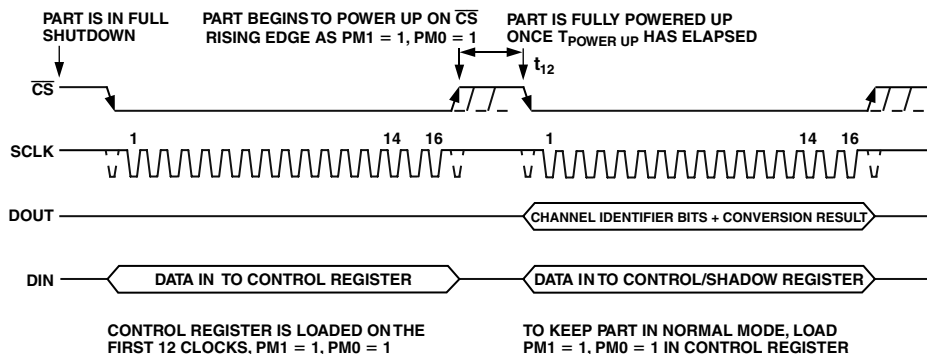 PART IS IN FULL
SHUTDOWN
PART BEGINS TO POWER UP ON CS
RISING EDGE AS PM1 = 1, PM0 = 1
PART IS FULLY POWERED UP
ONCE TPOWER UP HAS ELAPSED
t12
CS
1 14 16 1 14 16
SCLK
DOUT CHANNEL IDENTIFIER BITS + CONVERSION RESULT
DIN DATA IN TO CONTROL REGISTER DATA IN TO CONTROL/SHADOW REGISTER
CONTROL REGISTER IS LOADED ON THE
FIRST 12 CLOCKS, PM1 = 1, PM0 = 1
TO KEEP PART IN NORMAL MODE, LOAD
PM1 = 1, PM0 = 1 IN CONTROL REGISTER